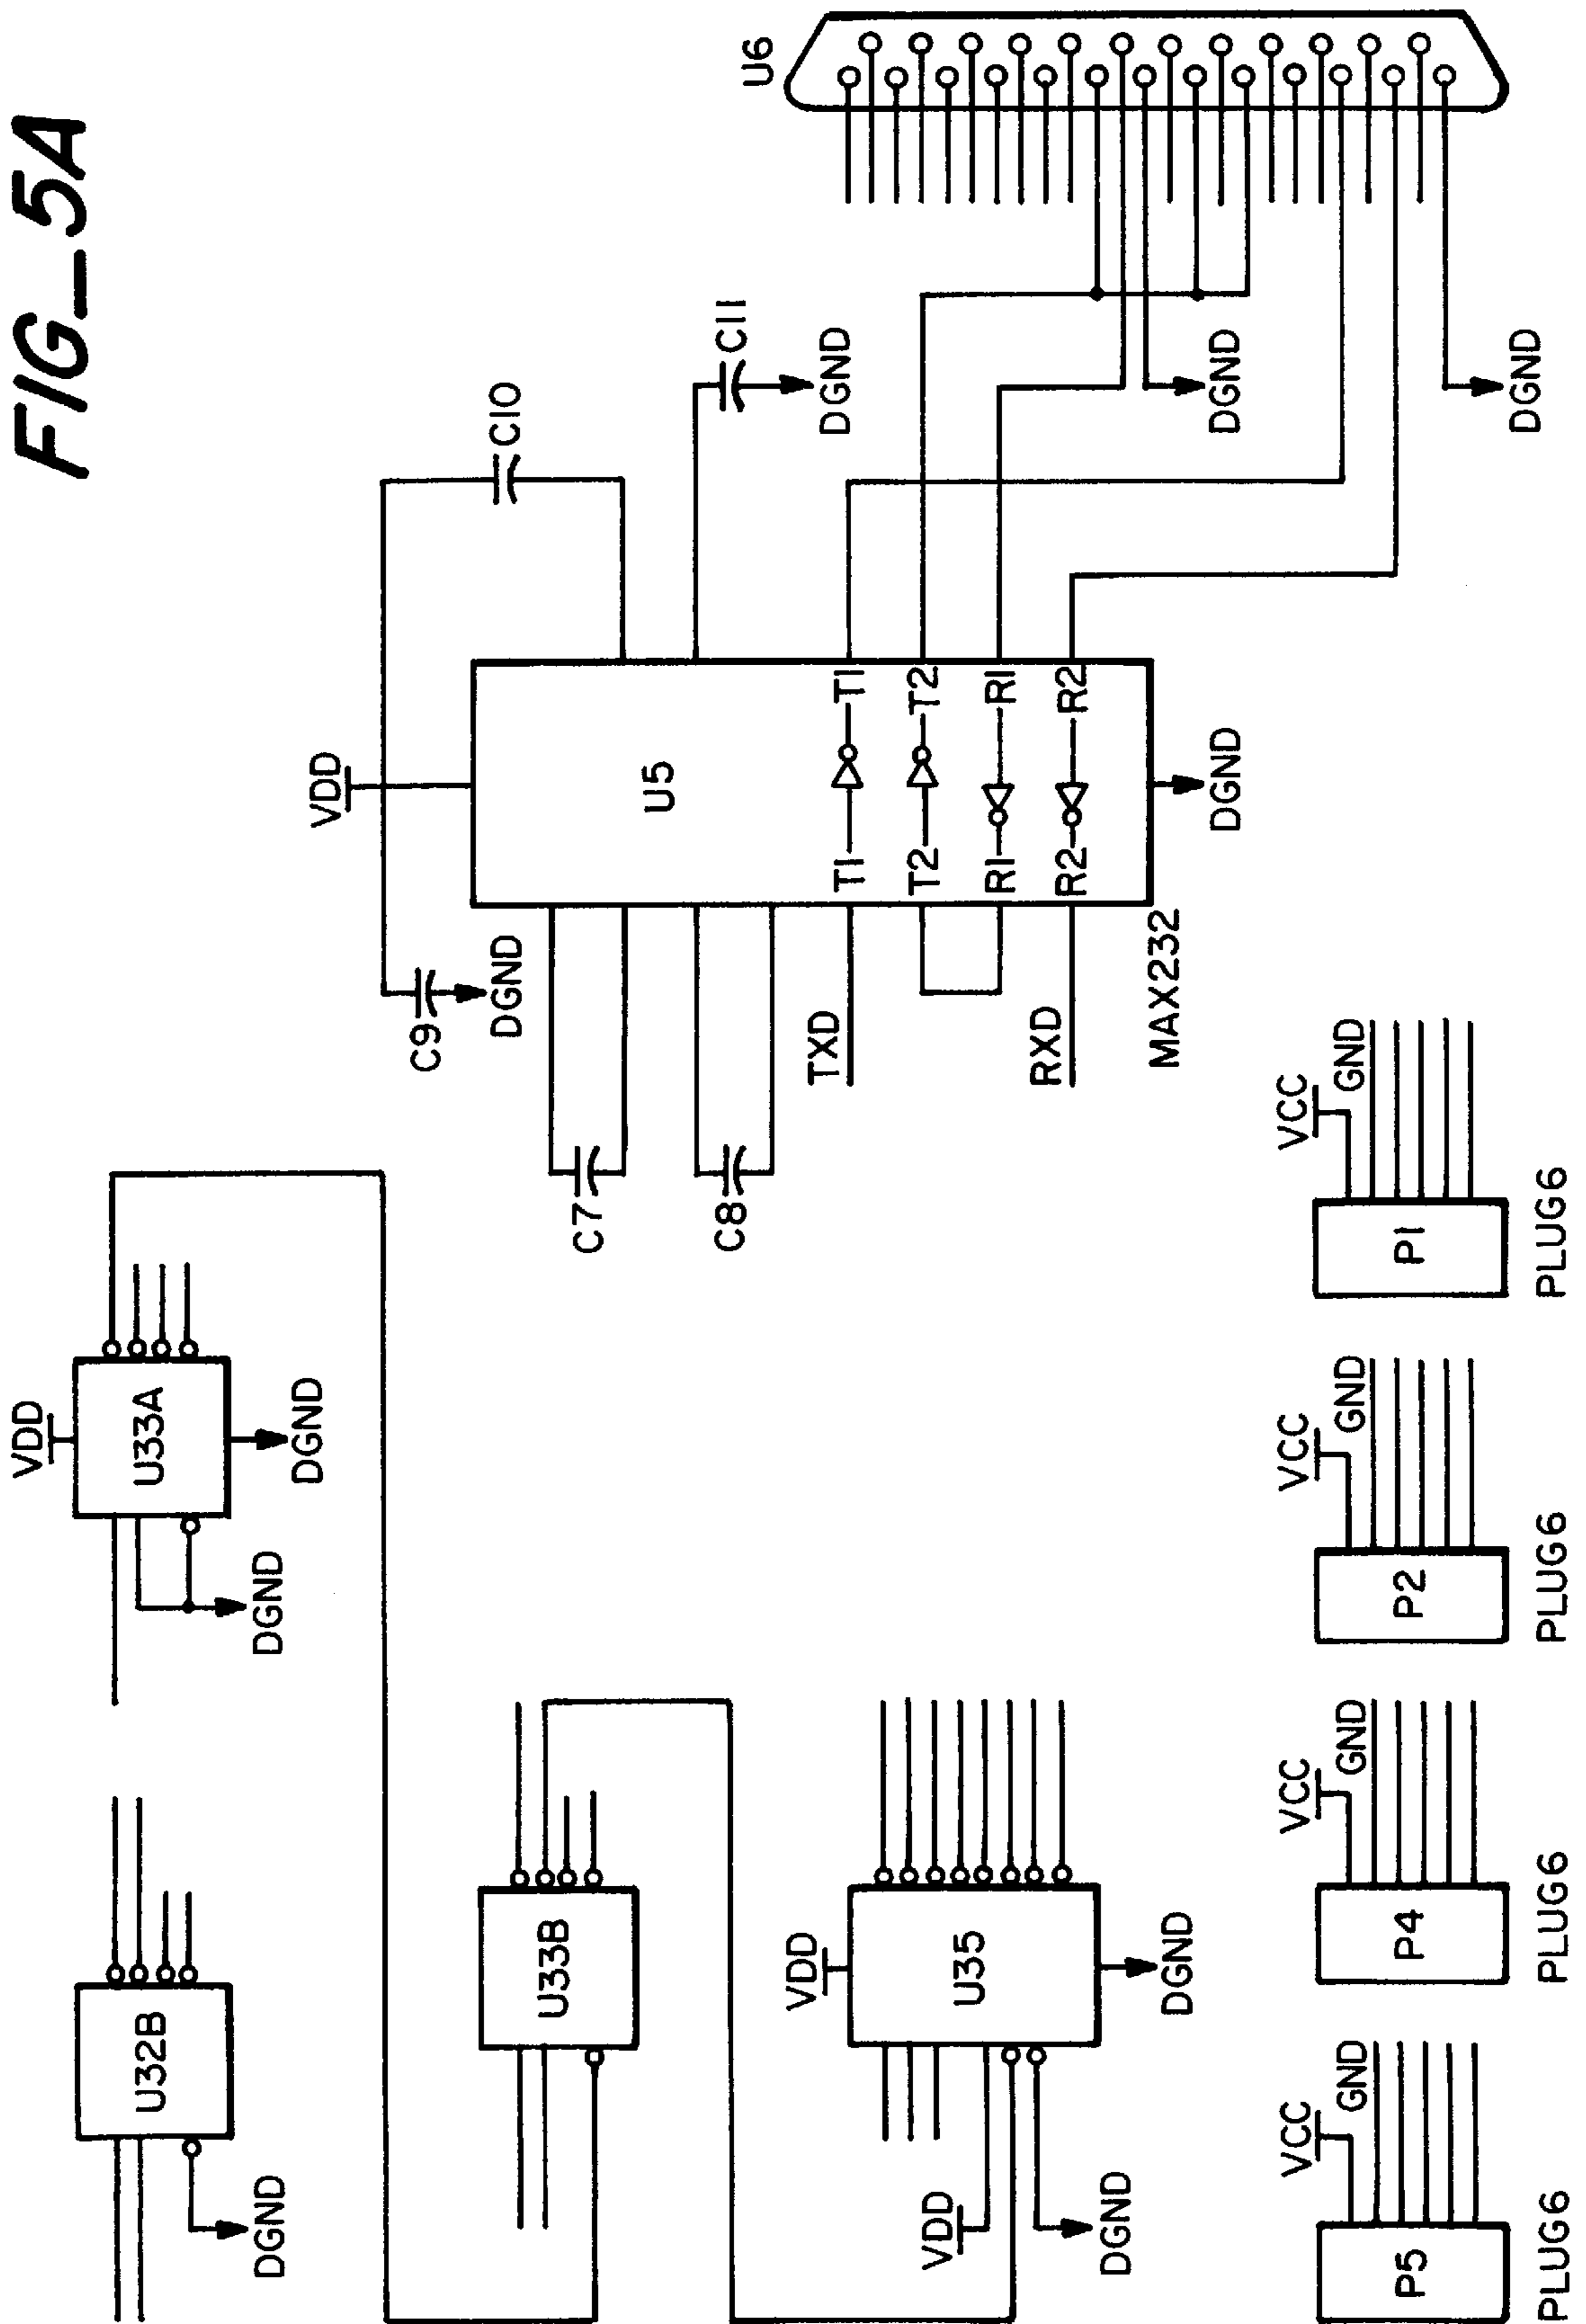 FIG_5A
VDD
U32B
DGND
U33A
DGND
DGND
VDD
C9
DGND
C10
C11
DGND
U33B
C7
C8
U5
TXD
T1 T1
T2 T2
R1 R1
RXD
R2 R2
MAX232
DGND
U6
DGND
DGND
VDD
U35
VDD
DGND
DGND
VCC
GND
P5
PLUG6
VCC
GND
P4
PLUG6
VCC
GND
P2
PLUG6
VCC
GND
P1
PLUG6